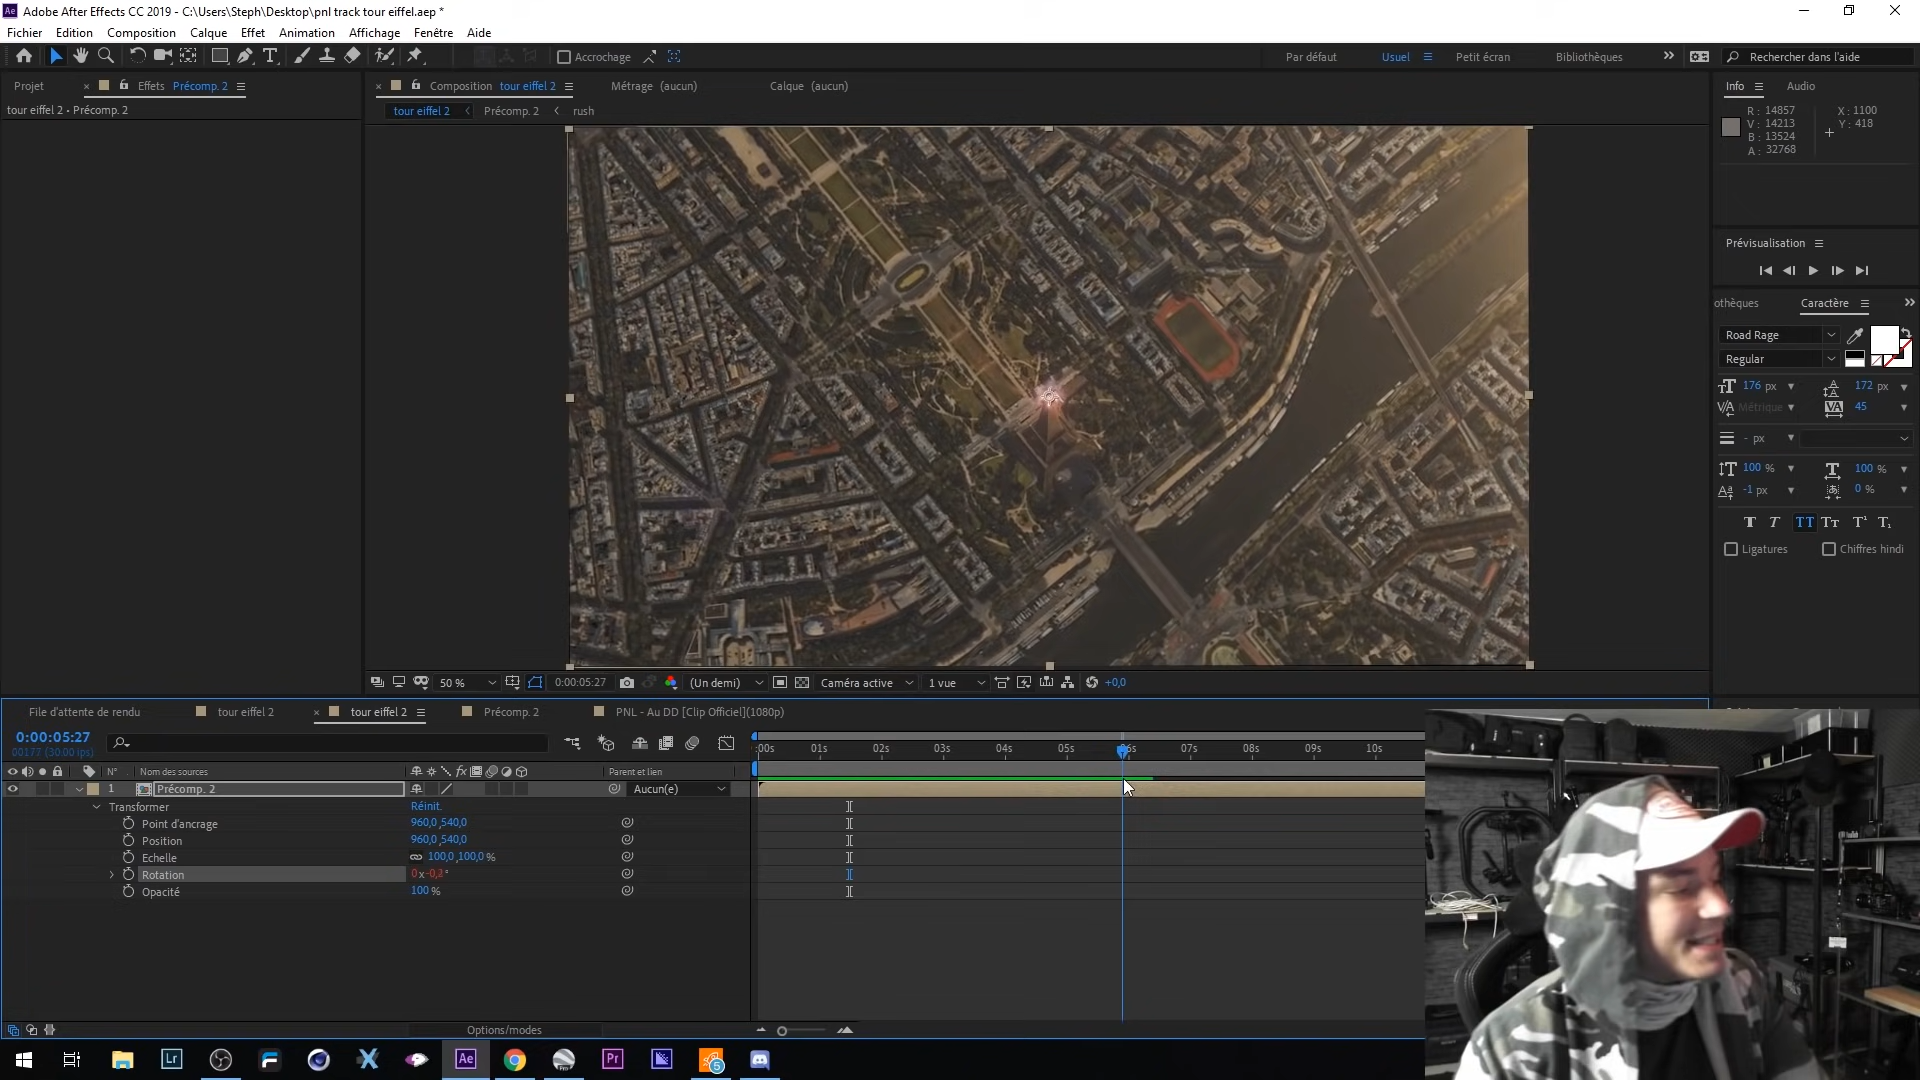 Adobe After Effects CC 2019 - C:\Users\Steph\Desktop\pnl track tour eiffel.aep *
Fichier Edition Composition Calque Effet Animation Affichage Fenêtre Aide
Accrochage
Par défaut Usuel Petit écran Bibliothèques Rechercher dans l'aide
Projet Effets Précomp. 2
tour eiffel 2 • Précomp. 2
Composition tour eiffel 2 Métrage (aucun) Calque (aucun)
tour eiffel 2 Précomp. 2 rush
Info Audio
R : 14857
V : 14213
B : 13524
A : 32768
X : 1100
Y : 418
Prévisualisation
othèques Caractère
Road Rage
Regular
176 px 172 px
Métrique 45
- px
100 % 100 %
-1 px 0 %
Ligatures Chiffres hindi
50 % 0:00:05:27 (Un demi) Caméra active 1 vue +0,0
File d'attente de rendu tour eiffel 2 tour eiffel 2 Précomp. 2 PNL - Au DD [Clip Officiel](1080p)
0:00:05:27
00177 (30.00 ips)
:00s 01s 02s 03s 04s 05s 06s 07s 08s 09s 10s
N° Nom des sources Parent et lien
1 Précomp. 2 Aucun(e)
Transformer Réinit.
Point d'ancrage 960,0 ,540,0
Position 960,0 ,540,0
Echelle 100,0 ,100,0 %
Rotation 0 x -0,2 °
Opacité 100 %
Options/modes
Lr Ae Pr 5